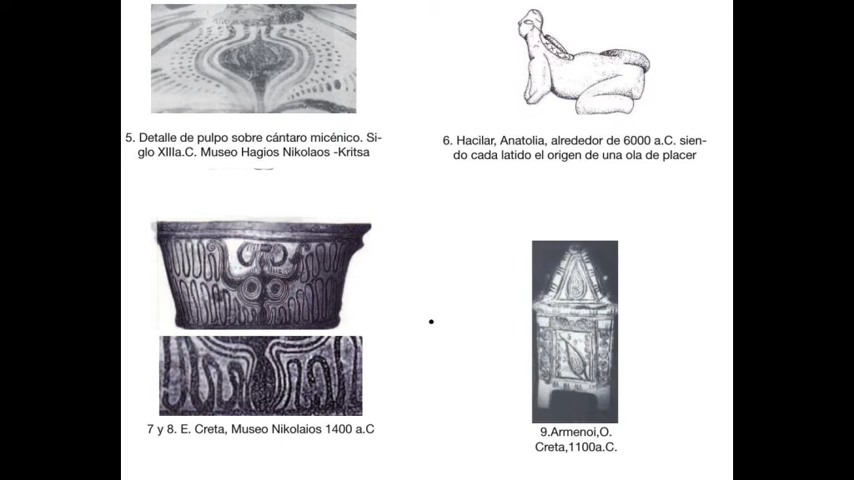 5. Detalle de pulpo sobre cántaro micénico. Si-
glo XIIIa.C. Museo Hagios Nikolaos -Kritsa
6. Hacilar, Anatolia, alrededor de 6000 a.C. sien-
do cada latido el origen de una ola de placer
7 y 8. E. Creta, Museo Nikolaios 1400 a.C
9.Armenoi,O.
Creta,1100a.C.